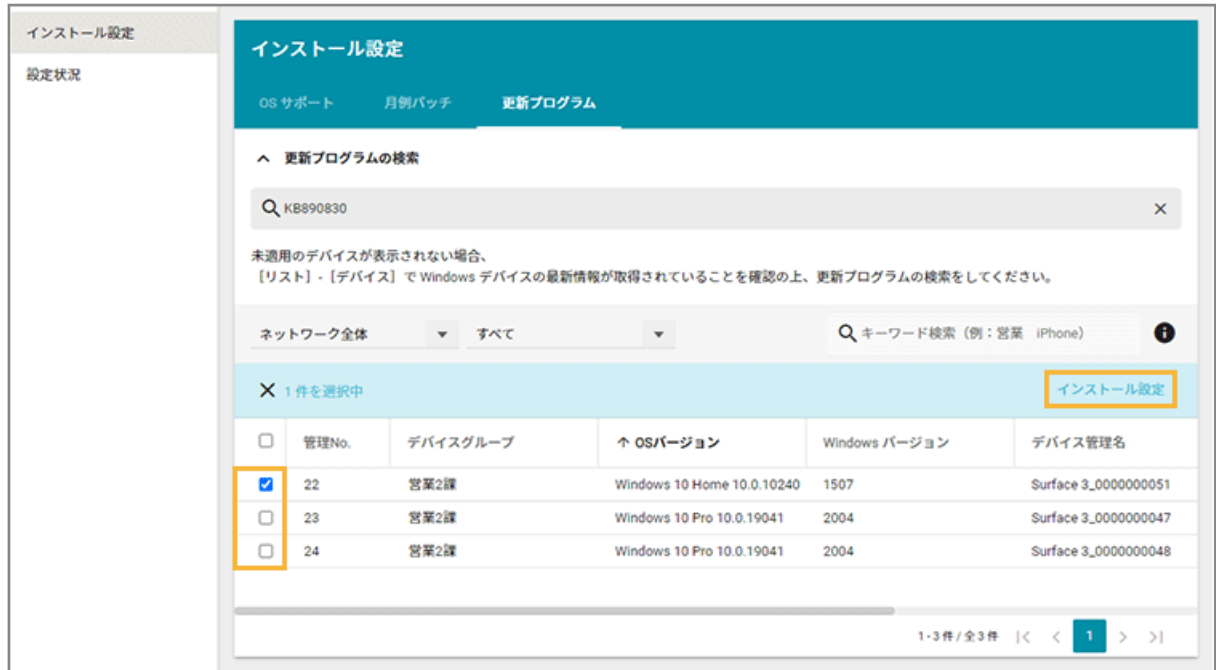 インストール設定
設定状況
インストール設定
OS サポート 月例パッチ 更新プログラム
更新プログラムの検索
KB890830
未適用のデバイスが表示されない場合、
［リスト］-［デバイス］で Windows デバイスの最新情報が取得されていることを確認の上、更新プログラムの検索をしてください。
ネットワーク全体 すべて キーワード検索（例：営業 iPhone）
1 件を選択中 インストール設定
管理No. デバイスグループ ↑ OSバージョン Windows バージョン デバイス管理名
22 営業2課 Windows 10 Home 10.0.10240 1507 Surface 3_0000000051
23 営業2課 Windows 10 Pro 10.0.19041 2004 Surface 3_0000000047
24 営業2課 Windows 10 Pro 10.0.19041 2004 Surface 3_0000000048
1-3 件 / 全 3 件 |< < 1 > >|